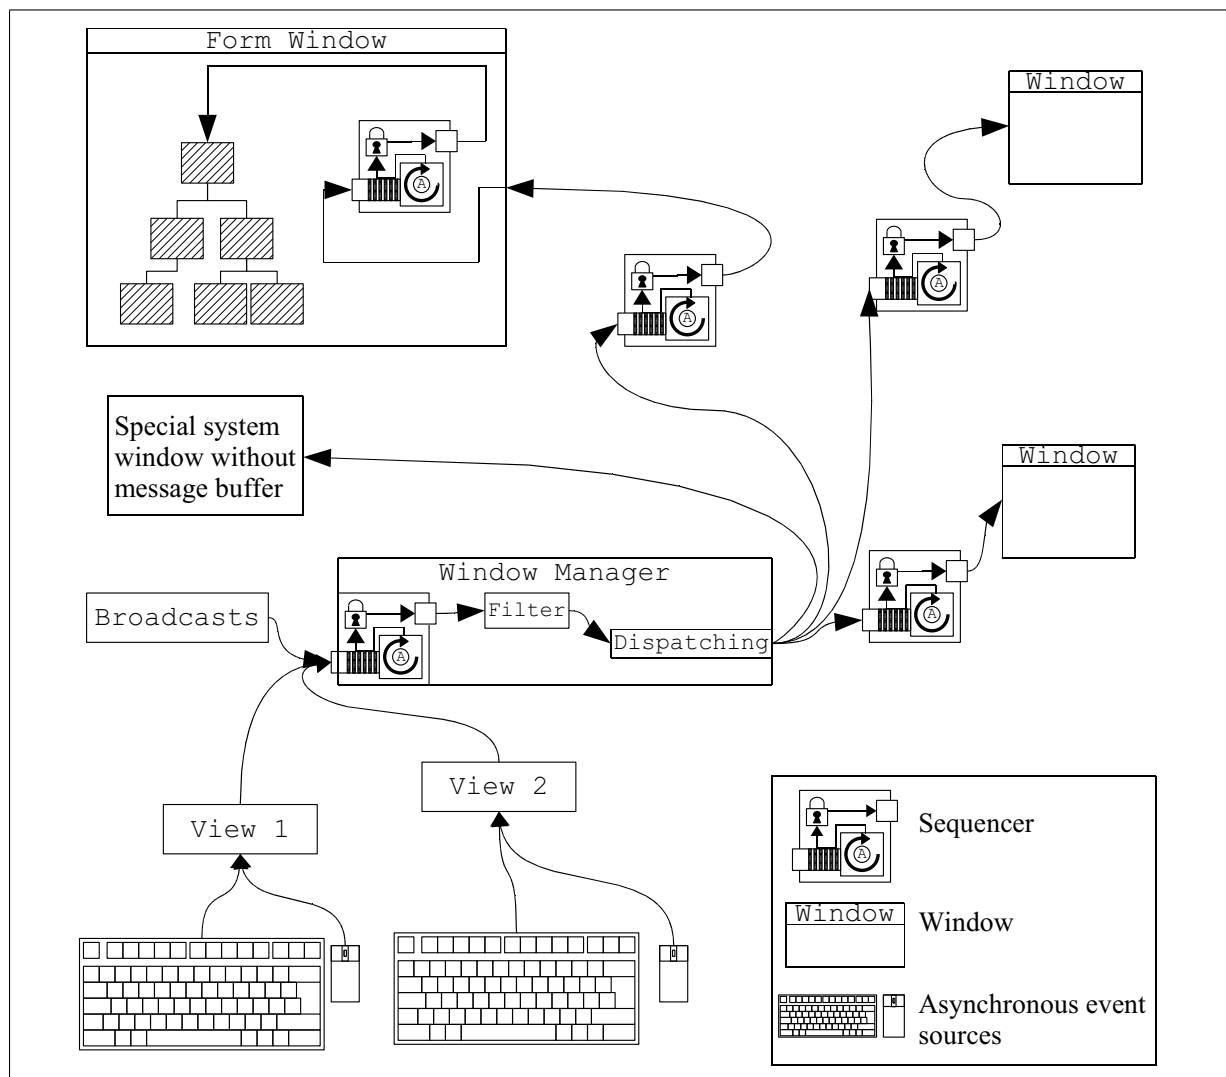 Form Window
Window
A
A
A
Special system
window without
message buffer
Window
Window Manager
Broadcasts
Filter
Dispatching
A
A
View 2
View 1
A
Sequencer
Window
Window
Asynchronous event
sources